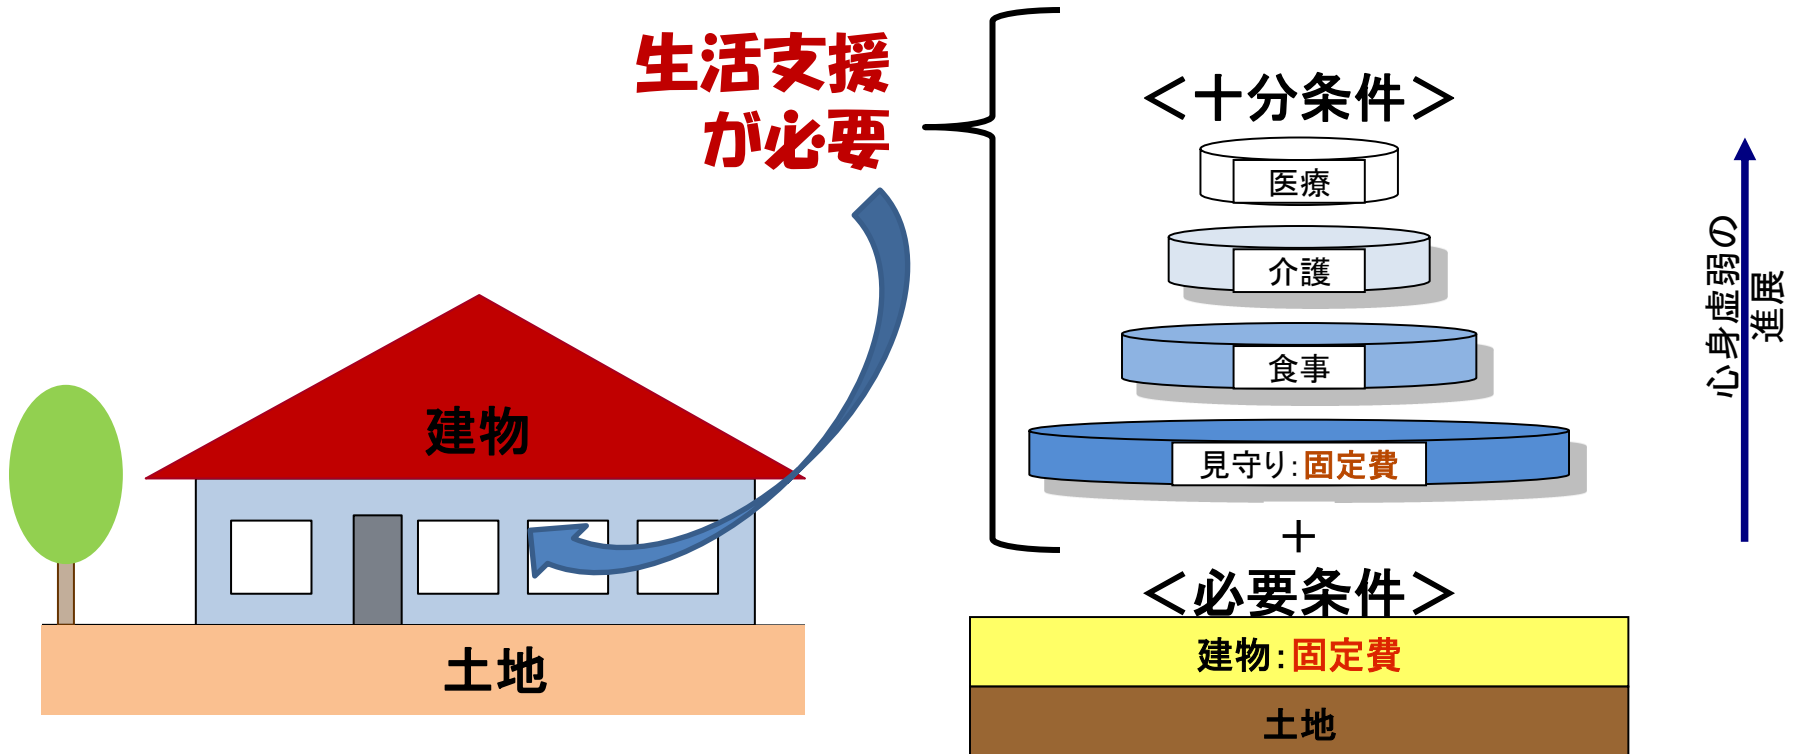 生活支援
が必要
建物
土地
＜十分条件＞
医療
介護
食事
見守り：固定費
＋
＜必要条件＞
建物：固定費
土地
心身虚弱の
進展